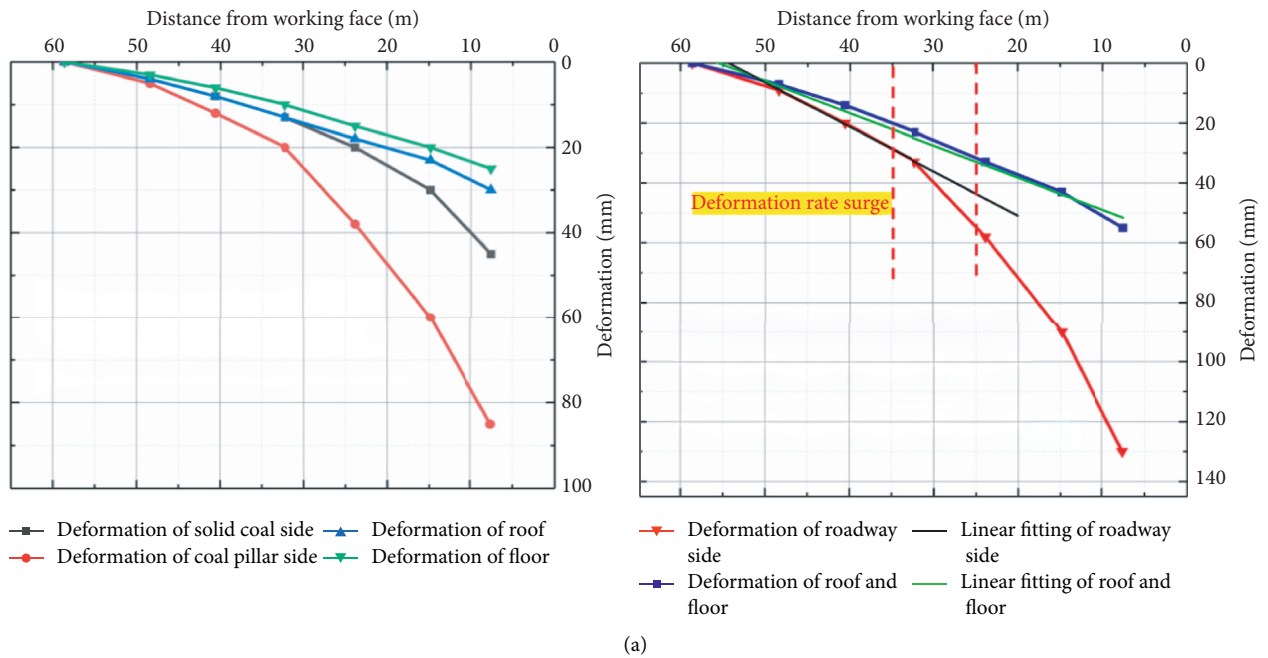 Distance from working face (m)
60 50 40 30 20 10 0
0
20
40
60
80
100
Deformation (mm)
Deformation of solid coal side
Deformation of roof
Deformation of coal pillar side
Deformation of floor
Distance from working face (m)
60 50 40 30 20 10 0
0
20
40
60
80
100
120
140
Deformation (mm)
Deformation rate surge
Deformation of roadway
side
Linear fitting of roadway
side
Deformation of roof and
floor
Linear fitting of roof and
floor
(a)